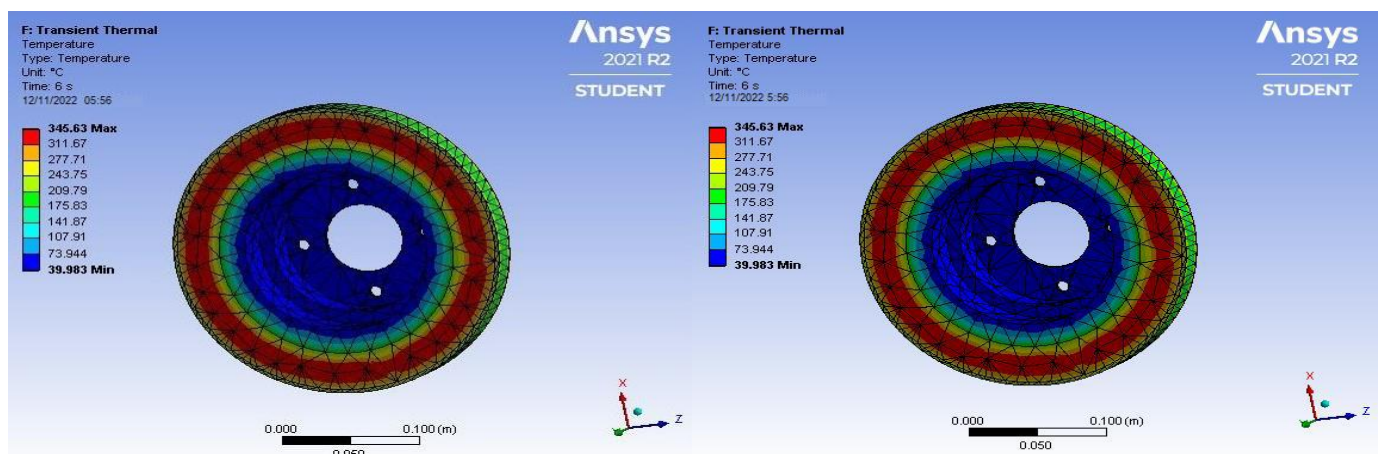 F: Transient Thermal
Temperature
Type: Temperature
Unit: °C
Time: 6 s
12/11/2022 05:56
345.63 Max
311.67
277.71
243.75
209.79
175.83
141.87
107.91
73.944
39.983 Min
Ansys
2021 R2
STUDENT
0.000 0.100 (m)
0.050
X
Z
F: Transient Thermal
Temperature
Type: Temperature
Unit: °C
Time: 6 s
12/11/2022 5:56
345.63 Max
311.67
277.71
243.75
209.79
175.83
141.87
107.91
73.944
39.983 Min
Ansys
2021 R2
STUDENT
0.000 0.100 (m)
0.050
X
Z